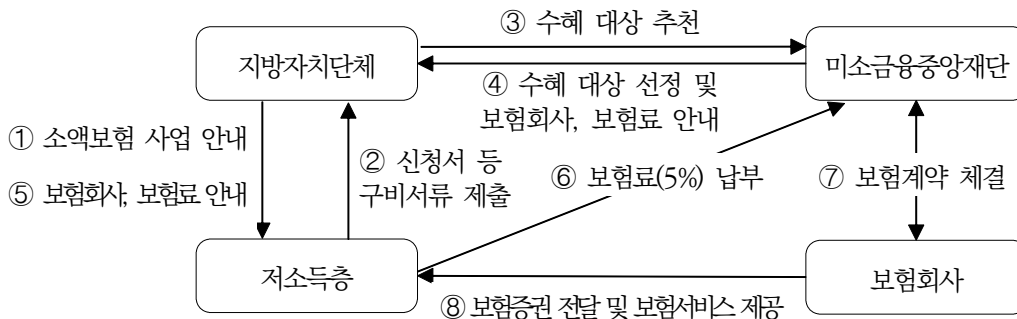 ③ 수혜 대상 추천
지방자치단체
미소금융중앙재단
④ 수혜 대상 선정 및
보험회사, 보험료 안내
① 소액보험 사업 안내
② 신청서 등
구비서류 제출
⑤ 보험회사, 보험료 안내
⑥ 보험료(5%) 납부
⑦ 보험계약 체결
저소득층
보험회사
⑧ 보험증권 전달 및 보험서비스 제공